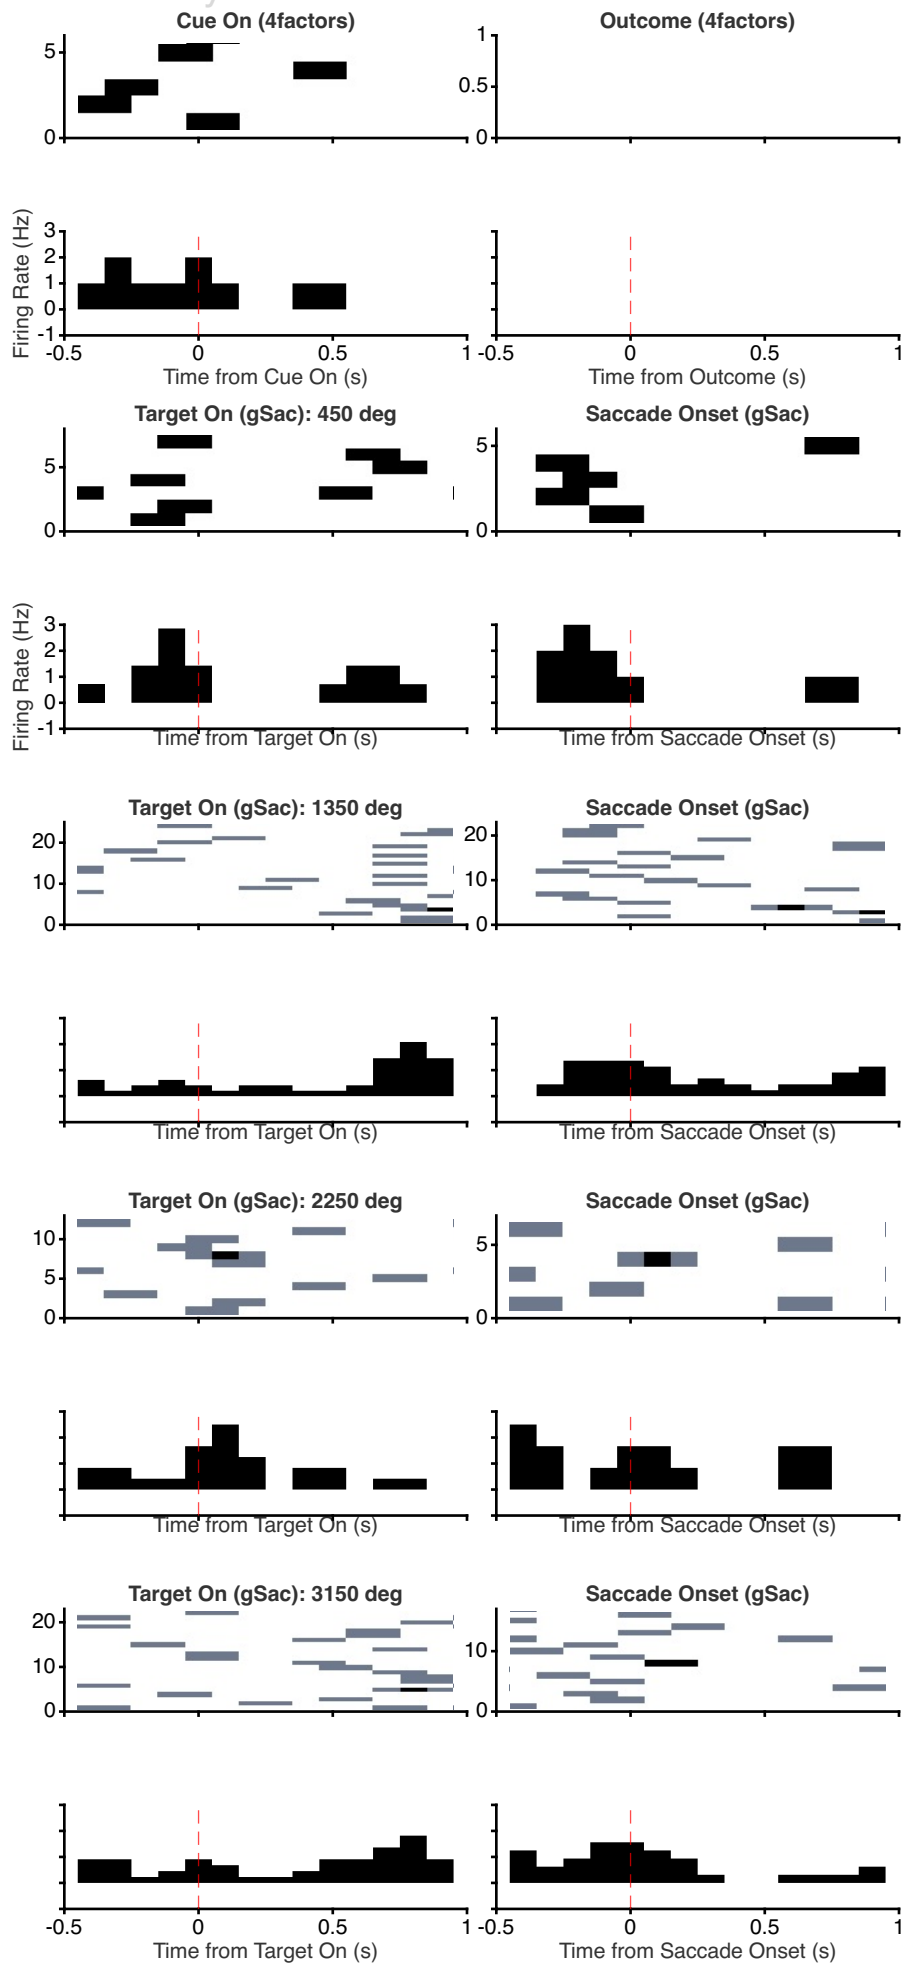 Cue On (4factors) Outcome (4factors)
5 1
0.5
0 0
Firing Rate (Hz)
3
2
1
0
-1
-0.5 0 0.5 1 -0.5 0 0.5 1
Time from Cue On (s) Time from Outcome (s)
Target On (gSac): 450 deg Saccade Onset (gSac)
5 5
0 0
Firing Rate (Hz)
3
2
1
0
-1
Time from Target On (s) Time from Saccade Onset (s)
Target On (gSac): 1350 deg Saccade Onset (gSac)
20 20
10 10
0 0
Time from Target On (s) Time from Saccade Onset (s)
Target On (gSac): 2250 deg Saccade Onset (gSac)
10 5
5
0 0
Time from Target On (s) Time from Saccade Onset (s)
Target On (gSac): 3150 deg Saccade Onset (gSac)
20
10 10
0 0
-0.5 0 0.5 1 -0.5 0 0.5 1
Time from Target On (s) Time from Saccade Onset (s)